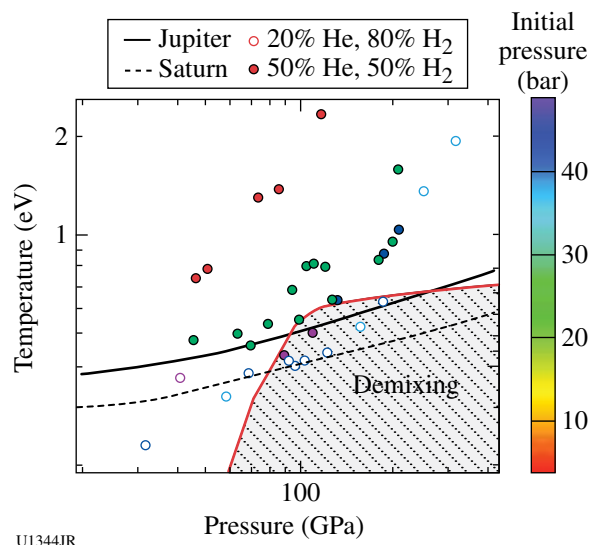 Jupiter
20% He, 80% H₂
Saturn
50% He, 50% H₂
Initial
pressure
(bar)
2
1
Temperature (eV)
Demixing
40
30
20
10
100
Pressure (GPa)
U1344JR